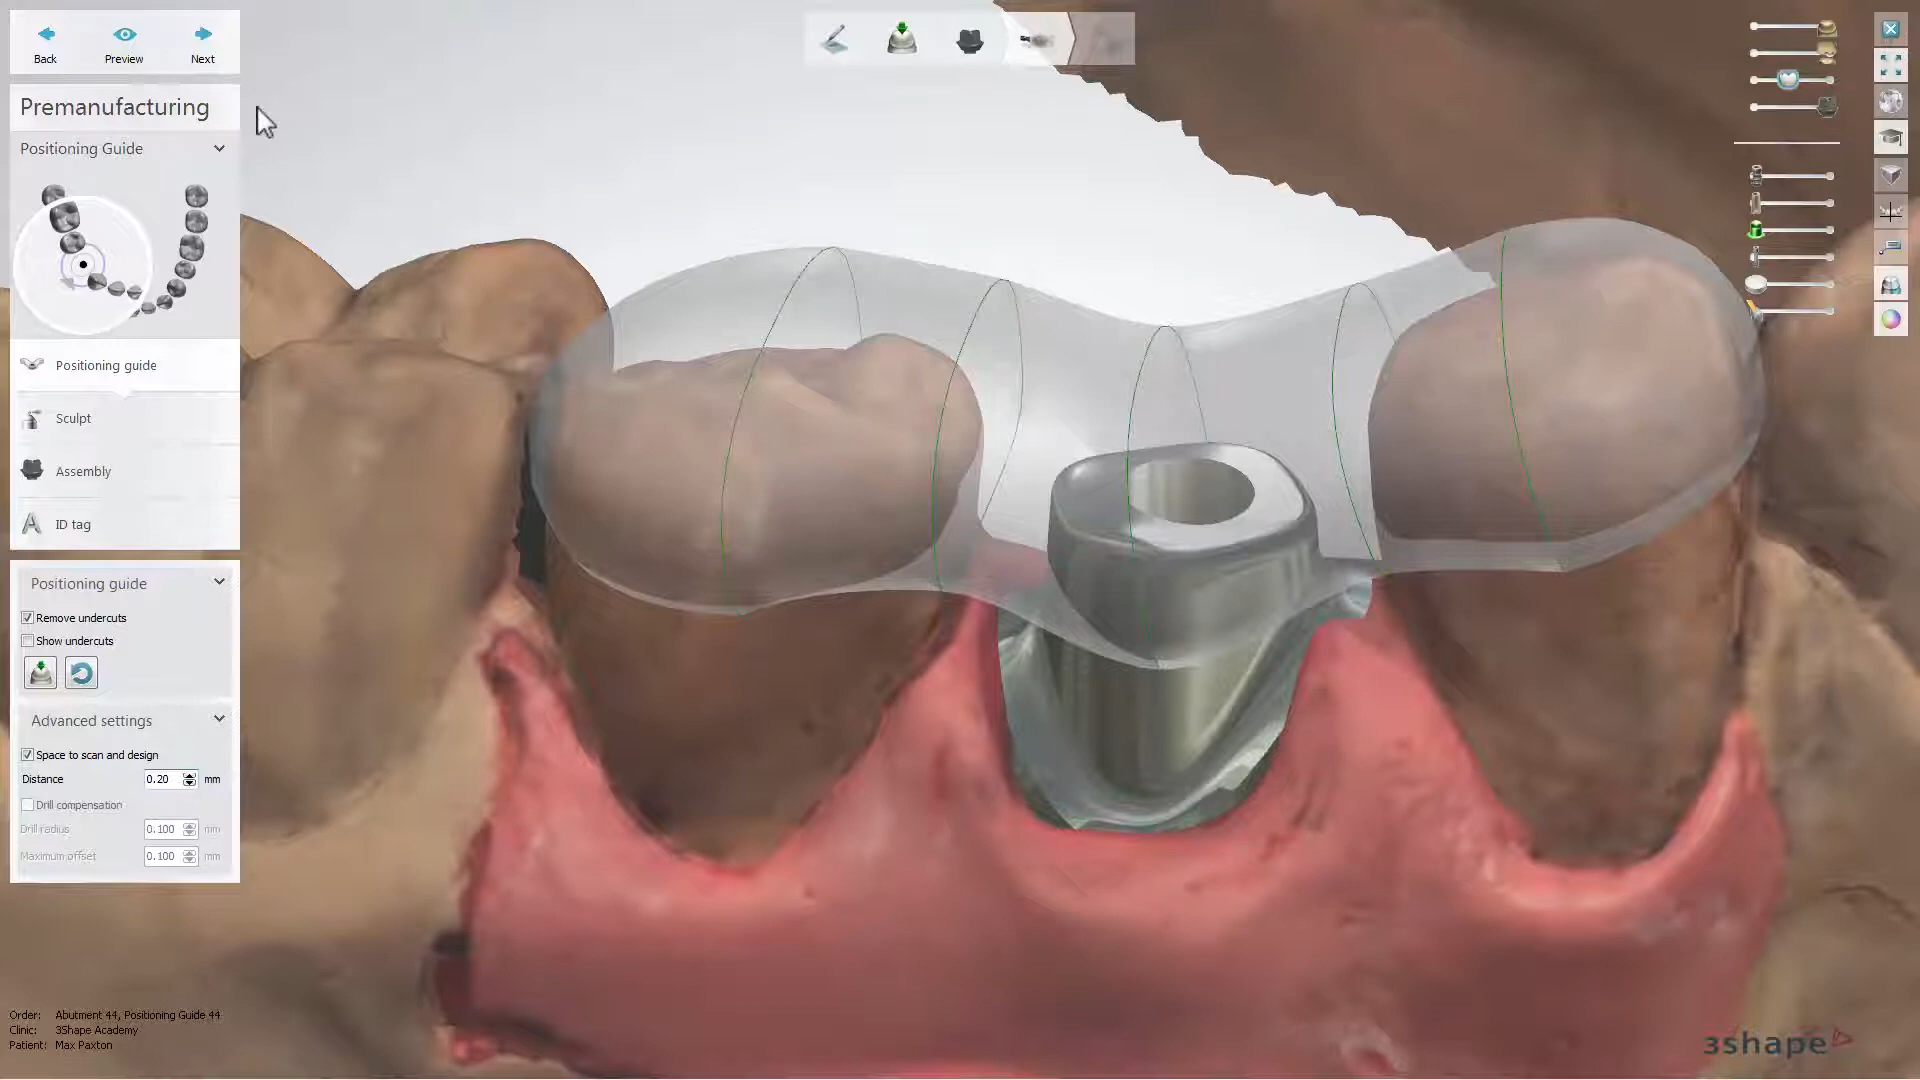 Back
Preview
Next
Premanufacturing
Positioning Guide
Positioning guide
Sculpt
Assembly
A
ID tag
Positioning guide
Remove undercuts
Show undercuts
Advanced settings
Space to scan and design
Distance 0.20 mm
Drill compensation
Drill radius 0.100 mm
Maximum offset 0.100 mm
Order: Abutment 44, Positioning Guide 44
Clinic: 3Shape Academy
Patient: Max Paxton
3shape